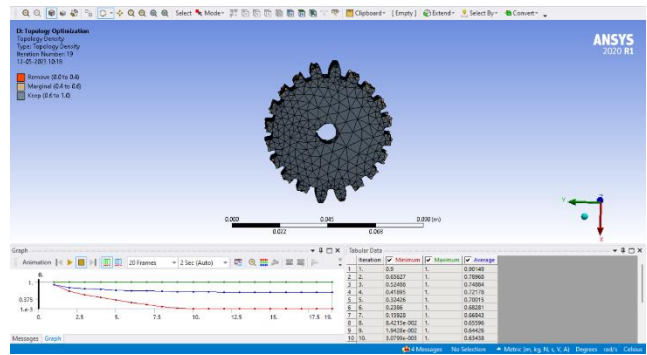 Select Mode Clipboard [Empty] Extend Select By Convert
D: Topology Optimization
Topology Density
Type: Topology Density
Iteration Number: 19
Remove (0.0 to 0.4)
Marginal (0.4 to 0.6)
Keep (0.6 to 1.0)
ANSYS
2020 R1
0.000 0.045 0.090 (m)
0.022 0.068
Y
X
Graph
Animation 20 Frames 2 Sec (Auto)
1.
0.375
1.e-3
0. 2.5 5. 7.5 10. 12.5 15. 17.5 19.
Messages Graph
Tabular Data
Iteration Minimum Maximum Average
1 1. 0.9 1. 0.90149
2 2. 0.65627 1. 0.78968
3 3. 0.52488 1. 0.74884
4 4. 0.41895 1. 0.72178
5 5. 0.32426 1. 0.70015
6 6. 0.2386 1. 0.68281
7 7. 0.15928 1. 0.66843
8 8. 8.4215e-002 1. 0.65596
9 9. 1.9428e-002 1. 0.64426
10 10. 3.0799e-003 1. 0.63438
4 Messages No Selection Metric (m, kg, N, s, V, A) Degrees rad/s Celsius